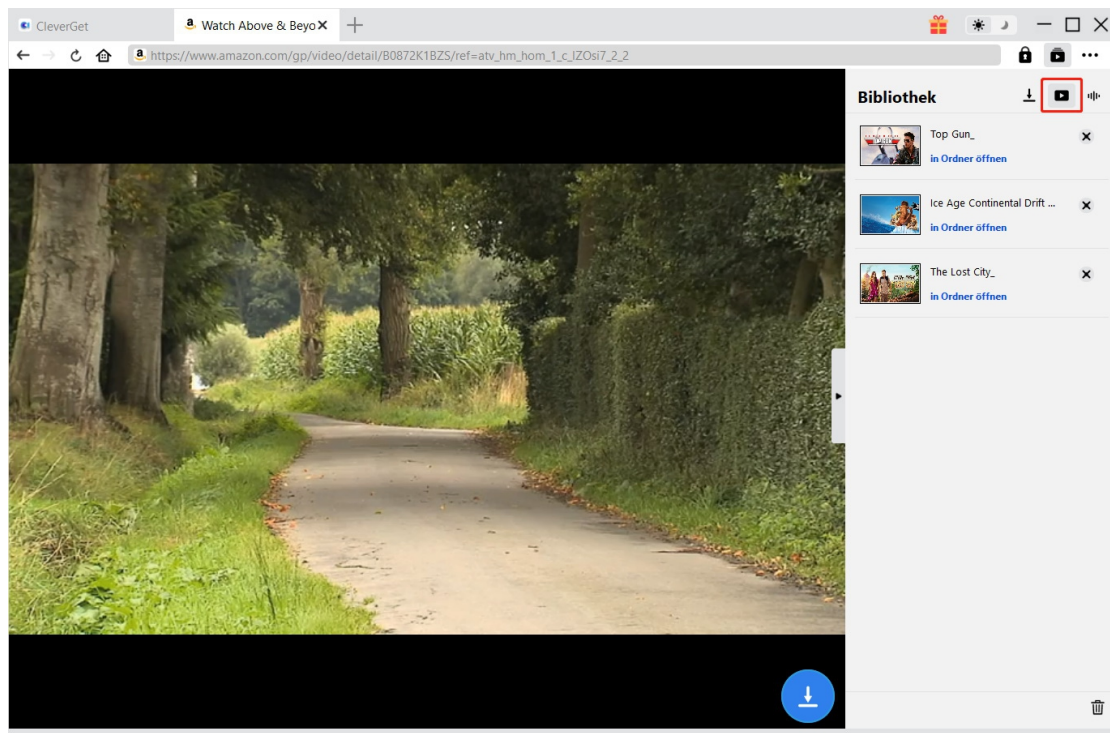 CleverGet
Watch Above & Beyo
https://www.amazon.com/gp/video/detail/B0872K1BZS/ref=atv_hm_hom_1_c_lZOsi7_2_2
Bibliothek
Top Gun_
in Ordner öffnen
Ice Age Continental Drift ...
in Ordner öffnen
The Lost City_
in Ordner öffnen